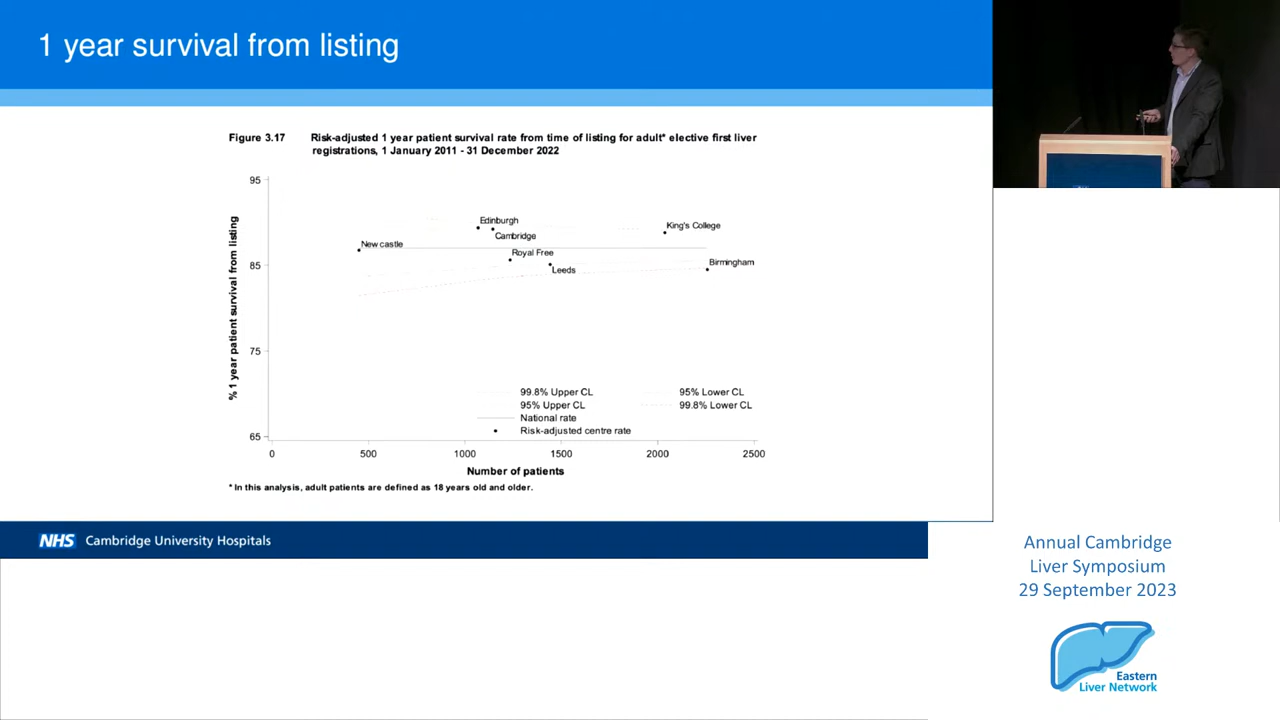 1 year survival from listing
Figure 3.17 Risk-adjusted 1 year patient survival rate from time of listing for adult* elective first liver
registrations, 1 January 2011 - 31 December 2022
% 1 year patient survival from listing
95
85
75
65
Edinburgh
Cambridge
King's College
New castle
Royal Free
Leeds
Birmingham
99.8% Upper CL 95% Lower CL
95% Upper CL 99.8% Lower CL
National rate
Risk-adjusted centre rate
0 500 1000 1500 2000 2500
Number of patients
* In this analysis, adult patients are defined as 18 years old and older.
NHS Cambridge University Hospitals
Annual Cambridge
Liver Symposium
29 September 2023
Eastern
Liver Network